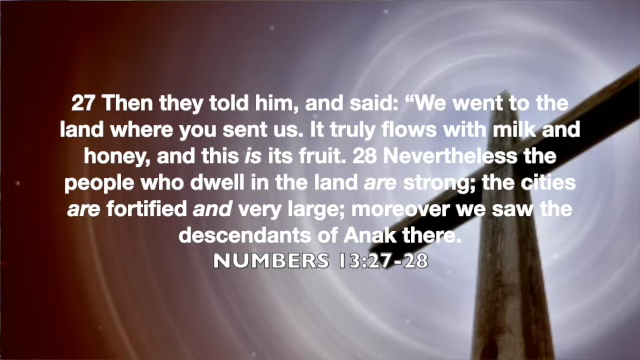 27 Then they told him, and said: “We went to the
land where you sent us. It truly flows with milk and
honey, and this is its fruit. 28 Nevertheless the
people who dwell in the land are strong; the cities
are fortified and very large; moreover we saw the
descendants of Anak there.
NUMBERS 13:27-28